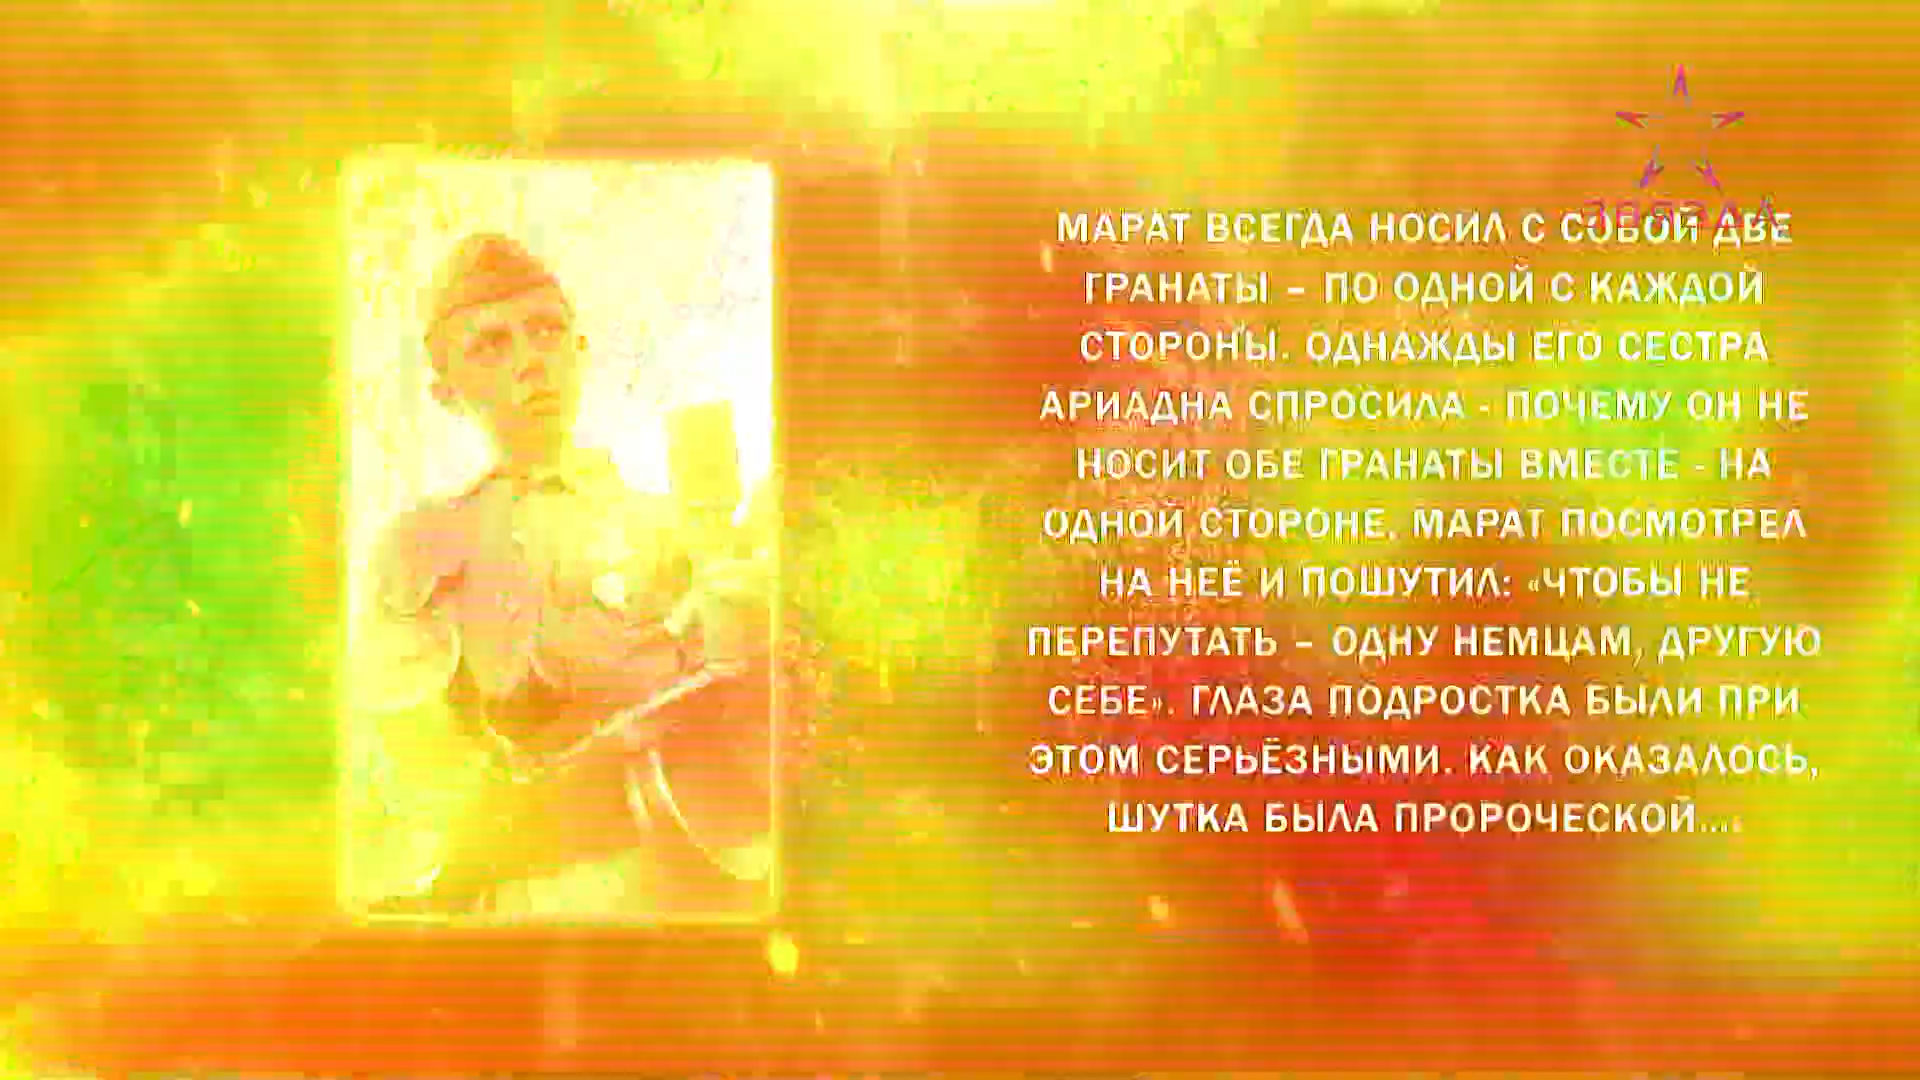 ЗВЕЗДА
МАРАТ ВСЕГДА НОСИЛ С СОБОЙ ДВЕ
ГРАНАТЫ – ПО ОДНОЙ С КАЖДОЙ
СТОРОНЫ. ОДНАЖДЫ ЕГО СЕСТРА
АРИАДНА СПРОСИЛА - ПОЧЕМУ ОН НЕ
НОСИТ ОБЕ ГРАНАТЫ ВМЕСТЕ - НА
ОДНОЙ СТОРОНЕ. МАРАТ ПОСМОТРЕЛ
НА НЕЁ И ПОШУТИЛ: «ЧТОБЫ НЕ
ПЕРЕПУТАТЬ – ОДНУ НЕМЦАМ, ДРУГУЮ
СЕБЕ». ГЛАЗА ПОДРОСТКА БЫЛИ ПРИ
ЭТОМ СЕРЬЁЗНЫМИ. КАК ОКАЗАЛОСЬ,
ШУТКА БЫЛА ПРОРОЧЕСКОЙ....